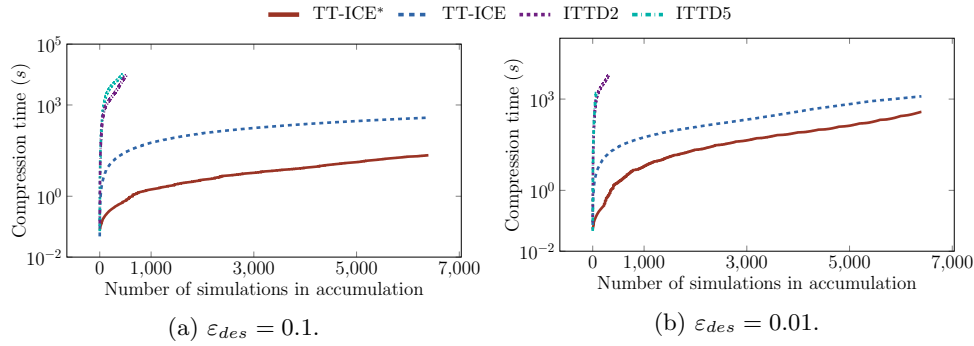 TT-ICE* TT-ICE ITTD2 ITTD5
Compression time (s)
10^5
10^3
10^0
10^−2
0 1,000 3,000 5,000 7,000
Number of simulations in accumulation
(a) ε_des = 0.1.
Compression time (s)
10^3
10^0
10^−2
0 1,000 3,000 5,000 7,000
Number of simulations in accumulation
(b) ε_des = 0.01.